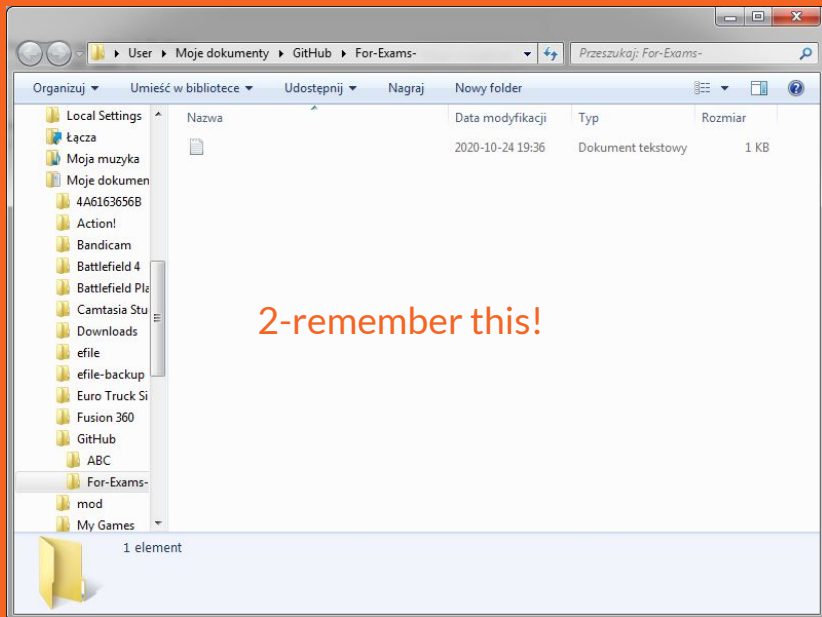 User ▸ Moje dokumenty ▸ GitHub ▸ For-Exams-
Przeszukaj: For-Exams-
Organizuj Umieść w bibliotece Udostępnij Nagraj Nowy folder
Nazwa Data modyfikacji Typ Rozmiar
2020-10-24 19:36 Dokument tekstowy 1 KB
Local Settings
Łącza
Moja muzyka
Moje dokumen
4A6163656B
Action!
Bandicam
Battlefield 4
Battlefield Pla
Camtasia Stu
Downloads
efile
efile-backup
Euro Truck Si
Fusion 360
GitHub
ABC
For-Exams-
mod
My Games
2-remember this!
1 element